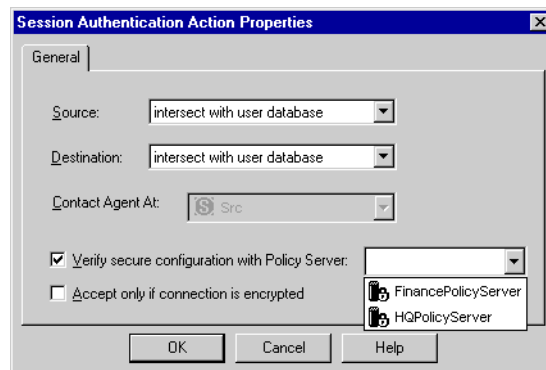 Session Authentication Action Properties
General
Source: intersect with user database
Destination: intersect with user database
Contact Agent At: Src
Verify secure configuration with Policy Server:
Accept only if connection is encrypted
FinancePolicyServer
HQPolicyServer
OK Cancel Help